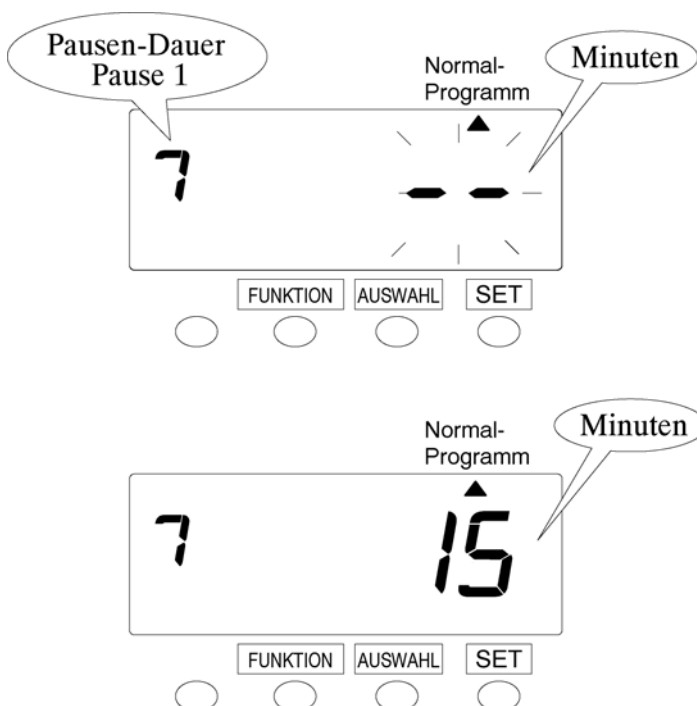 Pausen-Dauer
Pause 1
Normal-
Programm
Minuten
7 - -
FUNKTION AUSWAHL SET
Normal-
Programm
Minuten
7 15
FUNKTION AUSWAHL SET